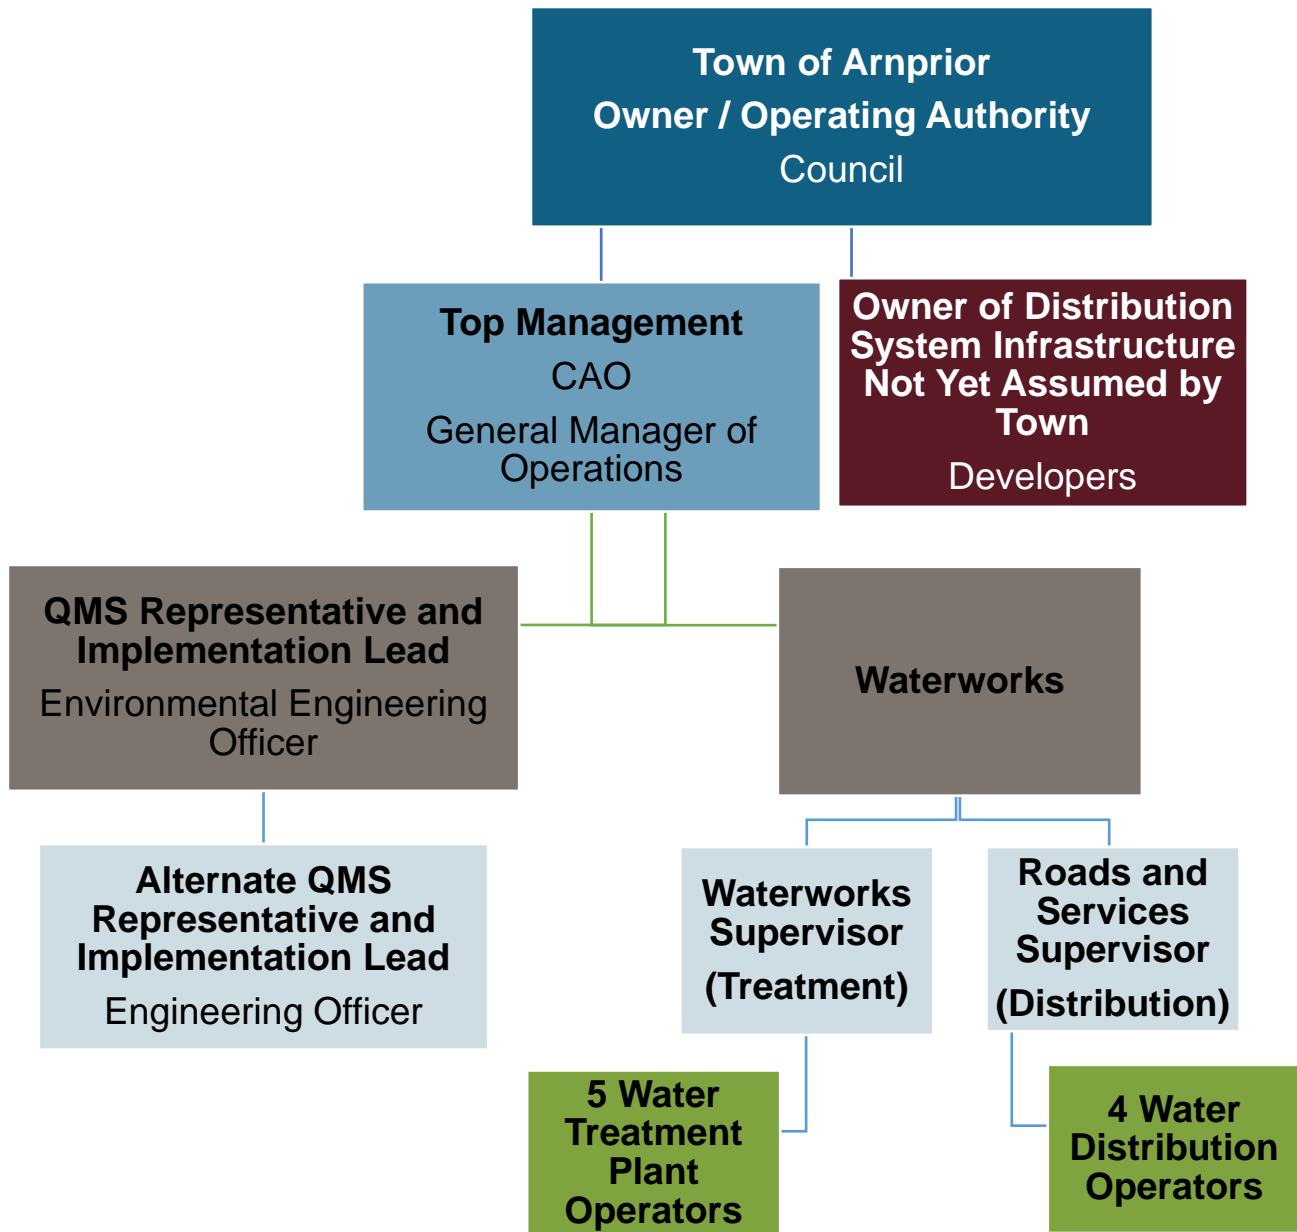 Town of Arnprior
Owner / Operating Authority
Council
Top Management
CAO
General Manager of
Operations
Owner of Distribution
System Infrastructure
Not Yet Assumed by
Town
Developers
QMS Representative and
Implementation Lead
Environmental Engineering
Officer
Waterworks
Alternate QMS
Representative and
Implementation Lead
Engineering Officer
Waterworks
Supervisor
(Treatment)
Roads and
Services
Supervisor
(Distribution)
5 Water
Treatment
Plant
Operators
4 Water
Distribution
Operators